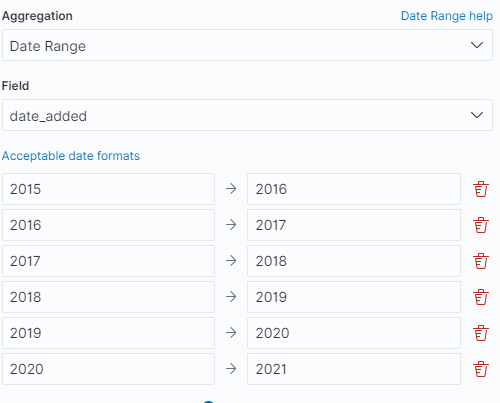 Aggregation Date Range help
Date Range
Field
date_added
Acceptable date formats
2015 → 2016
2016 → 2017
2017 → 2018
2018 → 2019
2019 → 2020
2020 → 2021